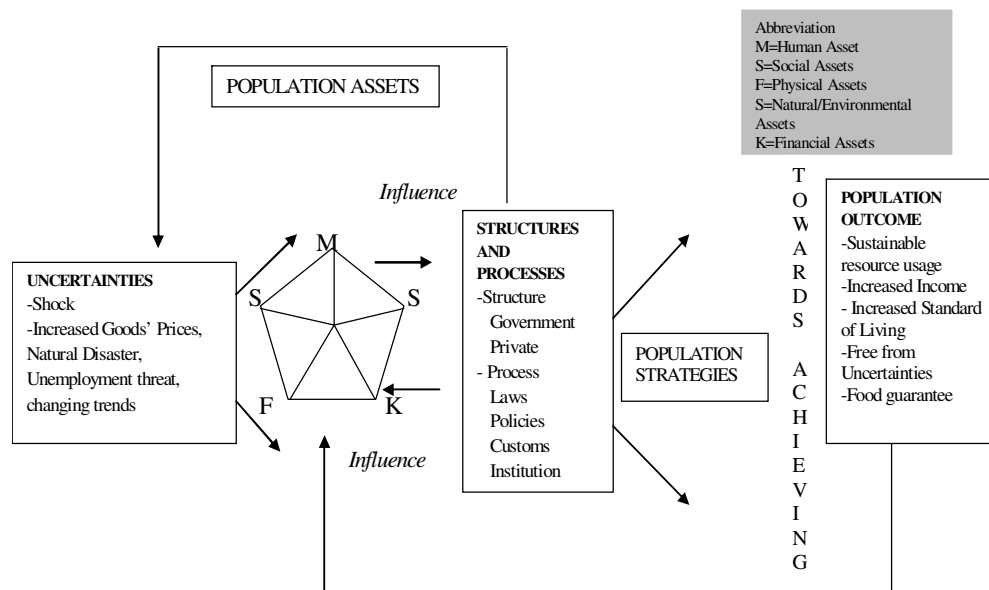 Abbreviation
M=Human Asset
S=Social Assets
F=Physical Assets
S=Natural/Environmental
Assets
K=Financial Assets
POPULATION ASSETS
Influence
UNCERTAINTIES
-Shock
-Increased Goods' Prices,
Natural Disaster,
Unemployment threat,
changing trends
M
S
S
F
K
Influence
STRUCTURES
AND
PROCESSES
-Structure
Government
Private
- Process
Laws
Policies
Customs
Institution
POPULATION
STRATEGIES
T
O
W
A
R
D
S
A
C
H
I
E
V
I
N
G
POPULATION
OUTCOME
-Sustainable
resource usage
-Increased Income
- Increased Standard
of Living
-Free from
Uncertainties
-Food guarantee